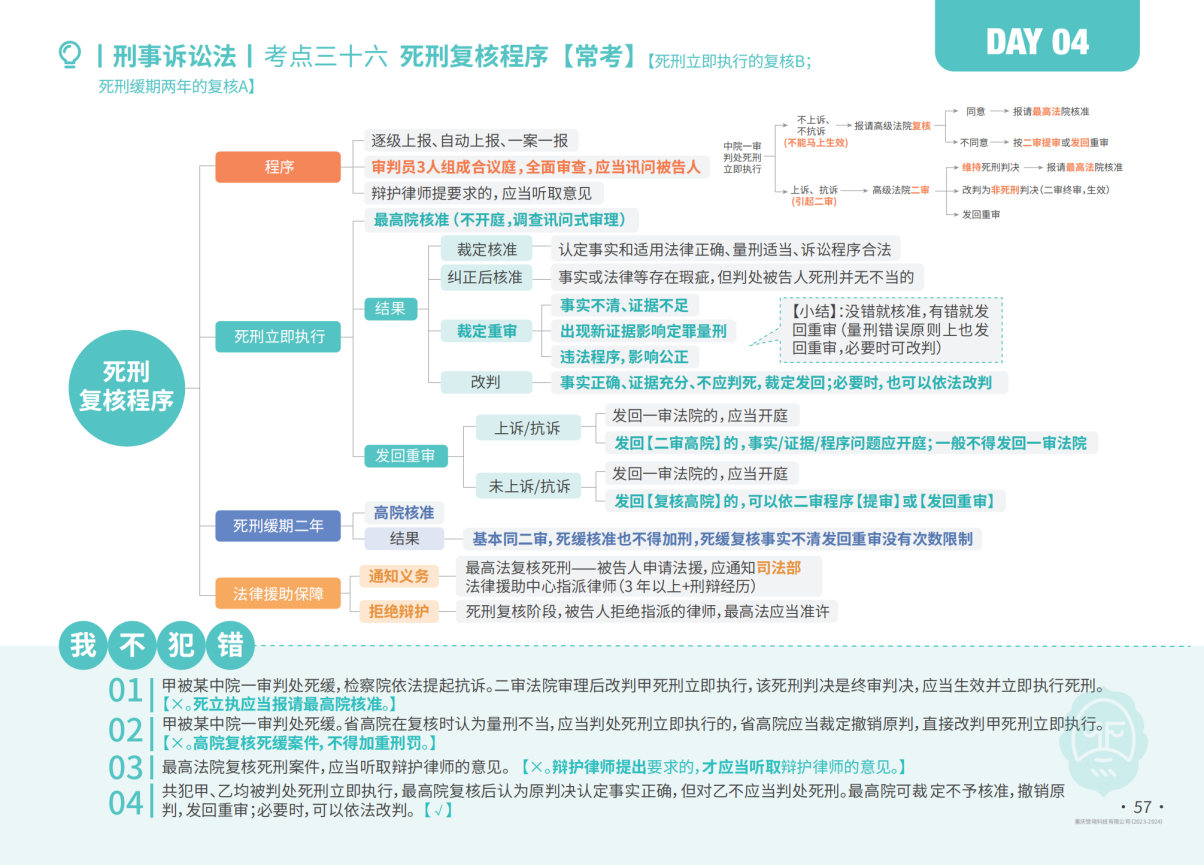 DAY 04
|刑事诉讼法|考点三十六 死刑复核程序【常考】【死刑立即执行的复核B；
死刑缓期两年的复核A】
中院一审
判处死刑
立即执行
不上诉、
不抗诉
(不能马上生效)
报请高级法院复核
同意
报请最高法院核准
不同意
按二审提审或发回重审
上诉、抗诉
(引起二审)
高级法院二审
维持死刑判决
报请最高法院核准
改判为非死刑判决（二审终审，生效）
发回重审
死刑
复核程序
程序
逐级上报、自动上报、一案一报
审判员3人组成合议庭，全面审查，应当讯问被告人
辩护律师提要求的，应当听取意见
死刑立即执行
最高院核准（不开庭，调查讯问式审理）
结果
裁定核准
认定事实和适用法律正确、量刑适当、诉讼程序合法
纠正后核准
事实或法律等存在瑕疵，但判处被告人死刑并无不当的
裁定重审
事实不清、证据不足
出现新证据影响定罪量刑
违法程序，影响公正
【小结】：没错就核准，有错就发
回重审（量刑错误原则上也发
回重审，必要时可改判）
改判
事实正确、证据充分、不应判死，裁定发回；必要时，也可以依法改判
发回重审
上诉/抗诉
发回一审法院的，应当开庭
发回【二审高院】的，事实/证据/程序问题应开庭；一般不得发回一审法院
未上诉/抗诉
发回一审法院的，应当开庭
发回【复核高院】的，可以依二审程序【提审】或【发回重审】
死刑缓期二年
高院核准
结果
基本同二审，死缓核准也不得加刑，死缓复核事实不清发回重审没有次数限制
法律援助保障
通知义务
最高法复核死刑——被告人申请法援，应通知司法部
法律援助中心指派律师（3 年以上+刑辩经历）
拒绝辩护
死刑复核阶段，被告人拒绝指派的律师，最高法应当准许
我不犯错
01 甲被某中院一审判处死缓，检察院依法提起抗诉。二审法院审理后改判甲死刑立即执行，该死刑判决是终审判决，应当生效并立即执行死刑。
【×。死立执应当报请最高院核准。】
02 甲被某中院一审判处死缓。省高院在复核时认为量刑不当，应当判处死刑立即执行的，省高院应当裁定撤销原判，直接改判甲死刑立即执行。
【×。高院复核死缓案件，不得加重刑罚。】
03 最高法院复核死刑案件，应当听取辩护律师的意见。【×。辩护律师提出要求的，才应当听取辩护律师的意见。】
04 共犯甲、乙均被判处死刑立即执行，最高院复核后认为原判决认定事实正确，但对乙不应当判处死刑。最高院可裁定不予核准，撤销原
判，发回重审；必要时，可以依法改判。【√】
• 57 •